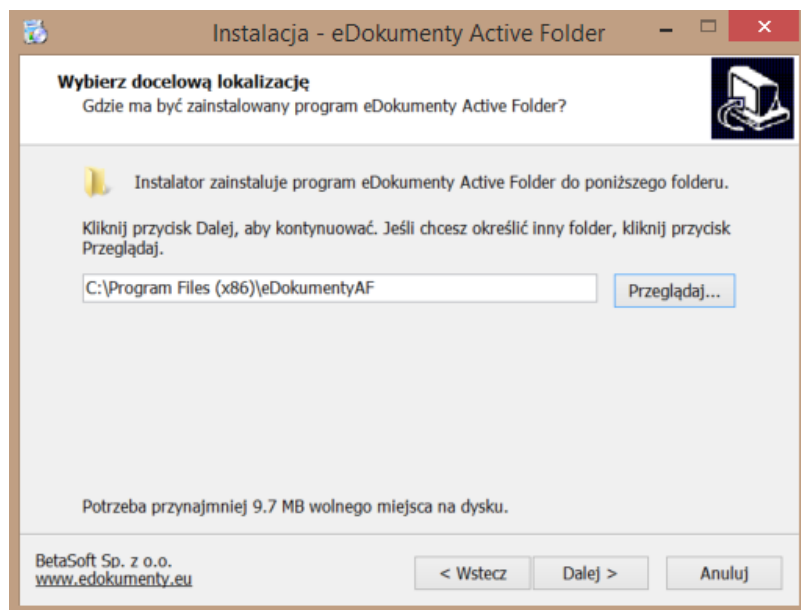 Instalacja - eDokumenty Active Folder
Wybierz docelową lokalizację
Gdzie ma być zainstalowany program eDokumenty Active Folder?
Instalator zainstaluje program eDokumenty Active Folder do poniższego folderu.
Kliknij przycisk Dalej, aby kontynuować. Jeśli chcesz określić inny folder, kliknij przycisk
Przeglądaj.
C:\Program Files (x86)\eDokumentyAF
Przeglądaj...
Potrzeba przynajmniej 9.7 MB wolnego miejsca na dysku.
BetaSoft Sp. z o.o.
www.edokumenty.eu
< Wstecz
Dalej >
Anuluj